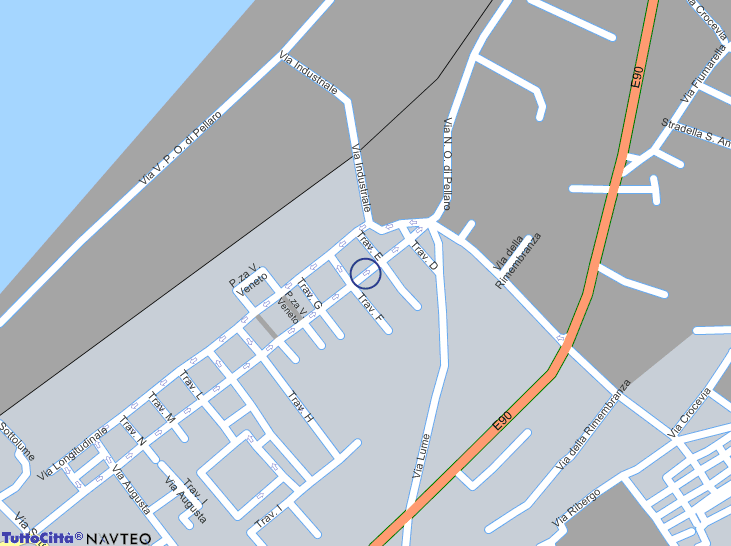 Via Crocevia
Via Industriale
E90
Via Fiumarella
Via V. P. O. di Pellaro
Via N. O. di Pellaro
Stradella S. An
Via Industriale
Trav. E
Trav. D
Via della
Rimembranza
P.za V.
Veneto
Trav. G
P.za V.
Veneto
Trav. F
Trav. L
Trav. M
Trav. H
Via della Rimembranza
Via Crocevia
E90
Sottolume
Trav. N
Via Longitudinale
Via Lume
Via Augusta
Trav. I
Via Augusta
Trav. I
Via Ribergo
Via S
TuttoCittà® NAVTEQ